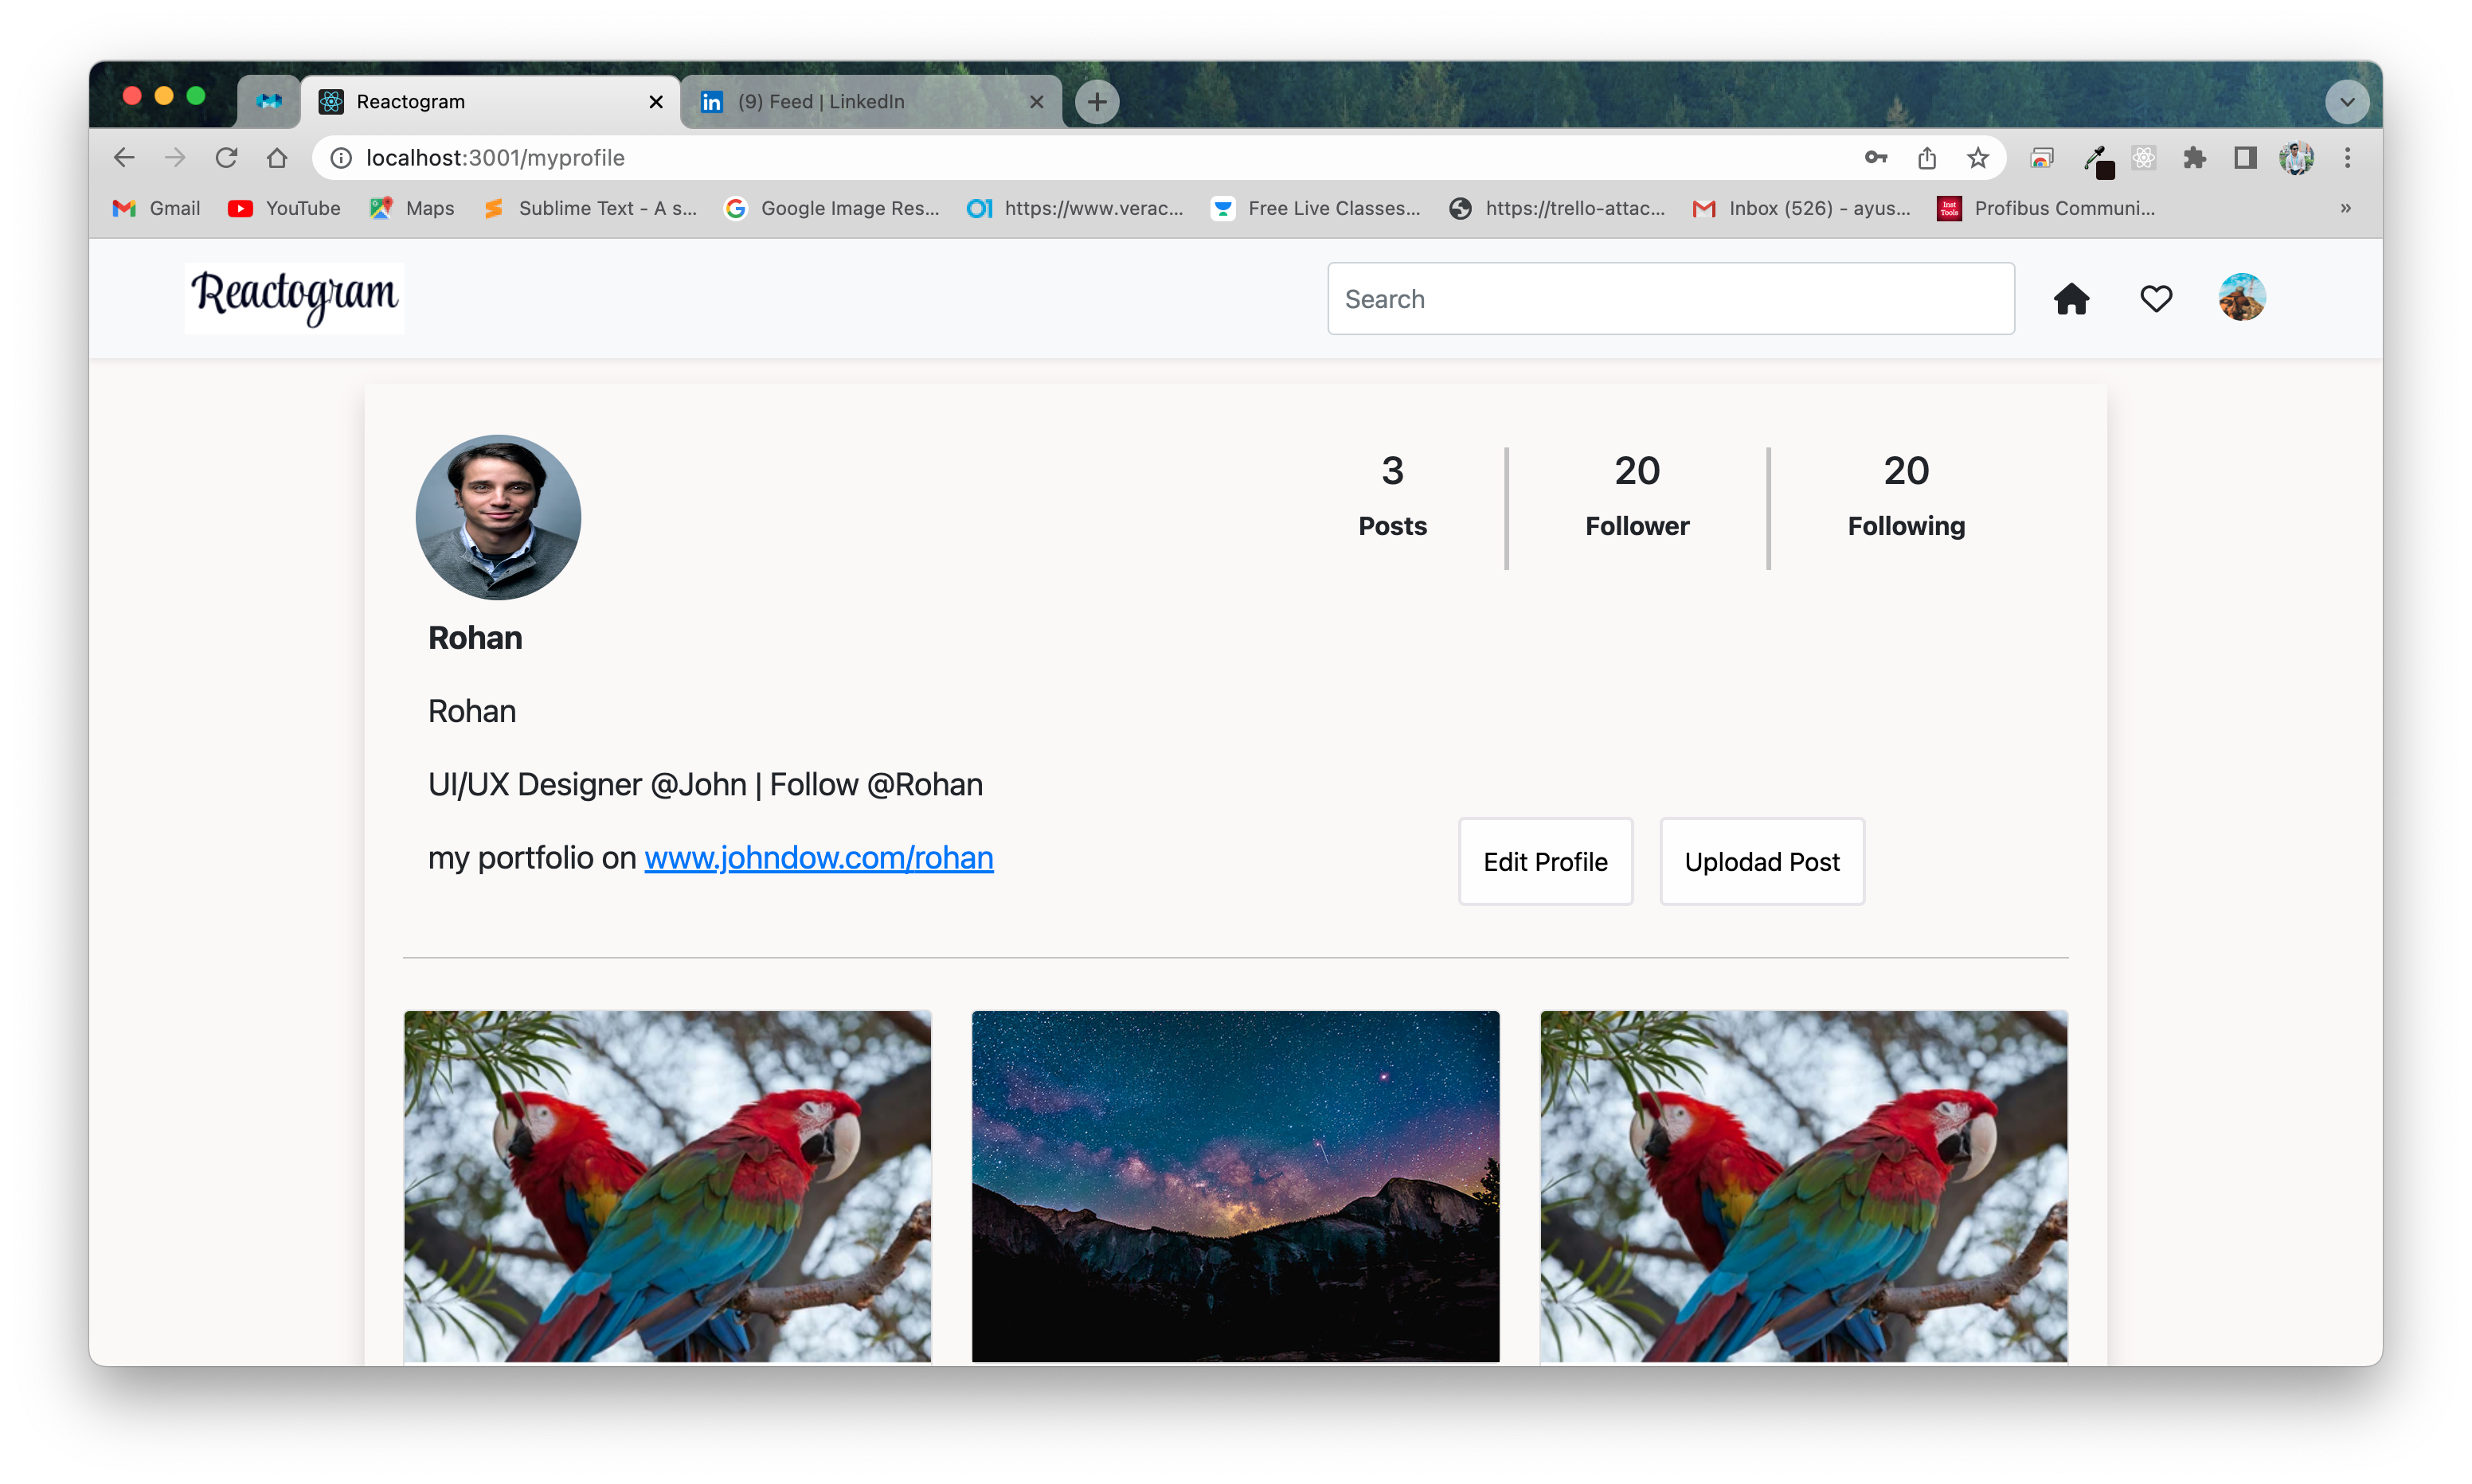 Reactogram
(9) Feed | LinkedIn
localhost:3001/myprofile
Gmail
YouTube
Maps
Sublime Text - A s...
Google Image Res...
https://www.verac...
Free Live Classes...
https://trello-attac...
Inbox (526) - ayus...
Inst Tools
Profibus Communi...
»
Reactogram
Search
3
Posts
20
Follower
20
Following
Rohan
Rohan
UI/UX Designer @John | Follow @Rohan
my portfolio on www.johndow.com/rohan
Edit Profile
Uplodad Post